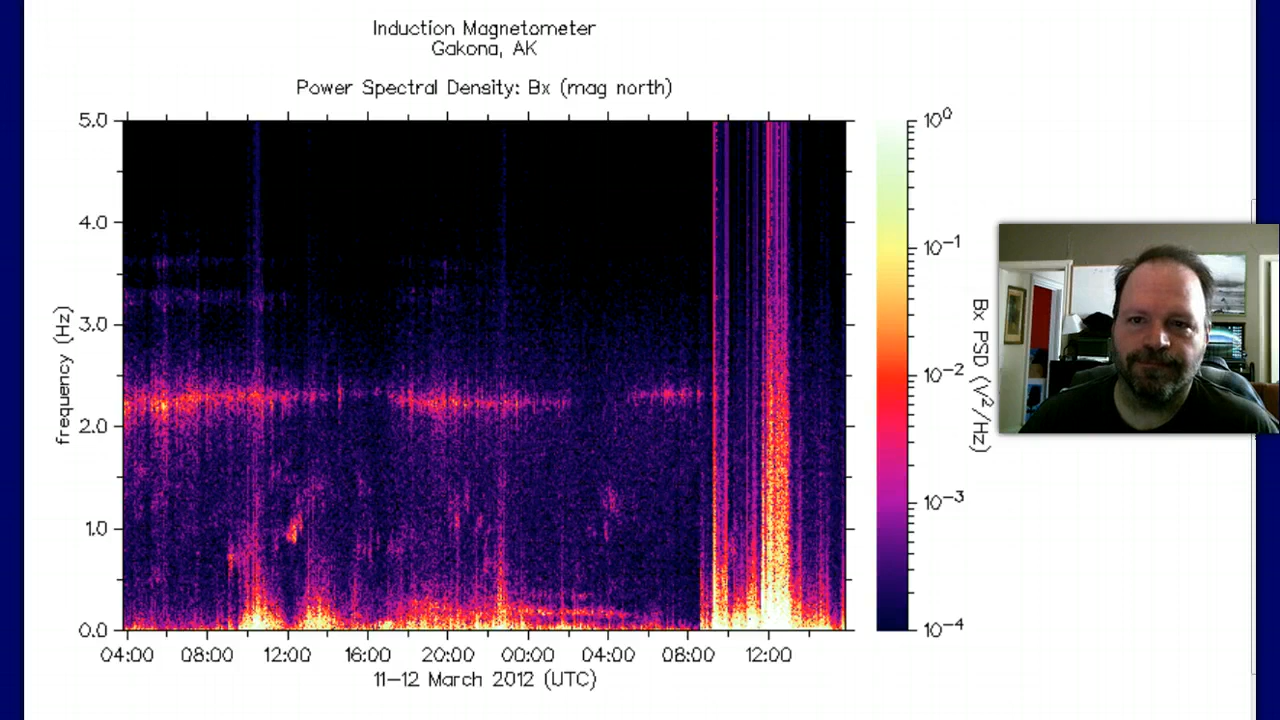 Induction Magnetometer
Gakona, AK
Power Spectral Density: Bx (mag north)
5.0
4.0
3.0
2.0
1.0
0.0
frequency (Hz)
04:00 08:00 12:00 16:00 20:00 00:00 04:00 08:00 12:00
11-12 March 2012 (UTC)
10⁰
10⁻¹
10⁻²
10⁻³
10⁻⁴
Bx PSD (V²/Hz)